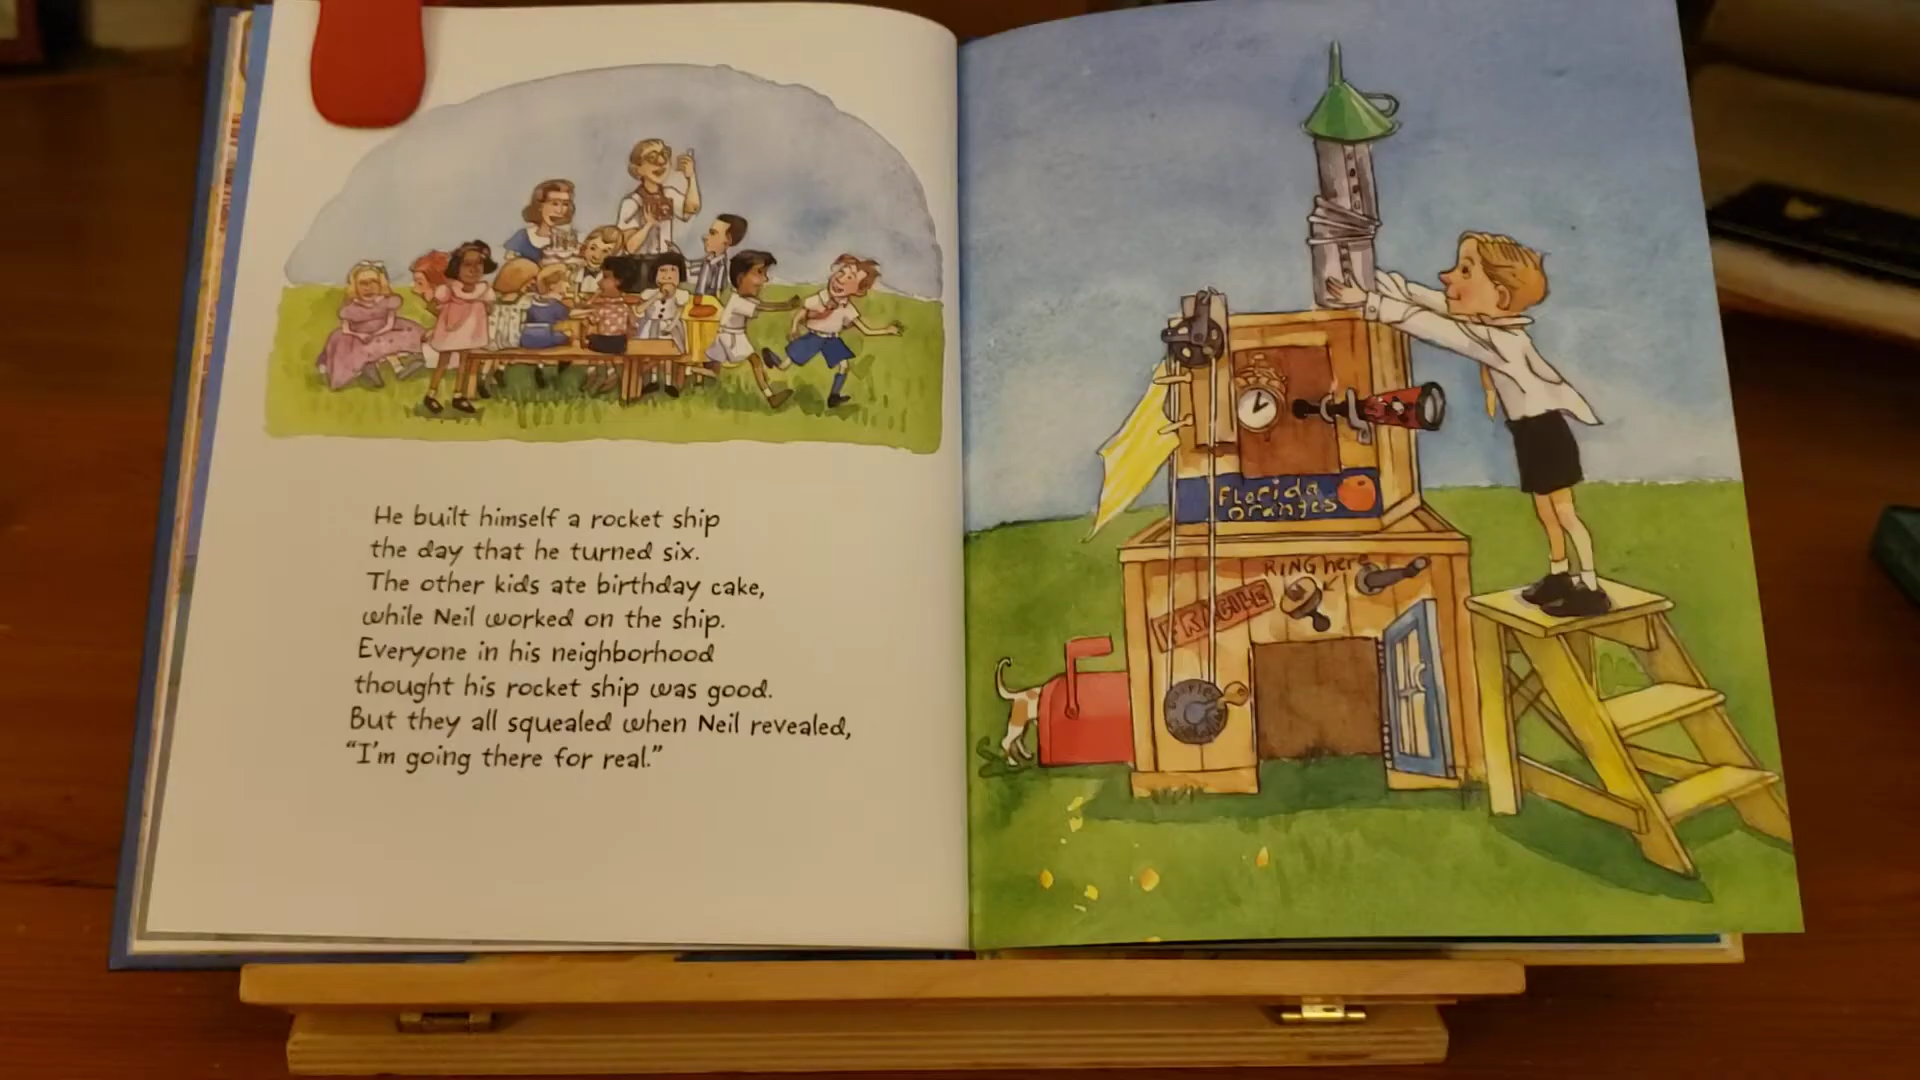 He built himself a rocket ship
the day that he turned six.
The other kids ate birthday cake,
while Neil worked on the ship.
Everyone in his neighborhood
thought his rocket ship was good.
But they all squealed when Neil revealed,
“I’m going there for real.”
Florida
Oranges
RING here
FRAGILE